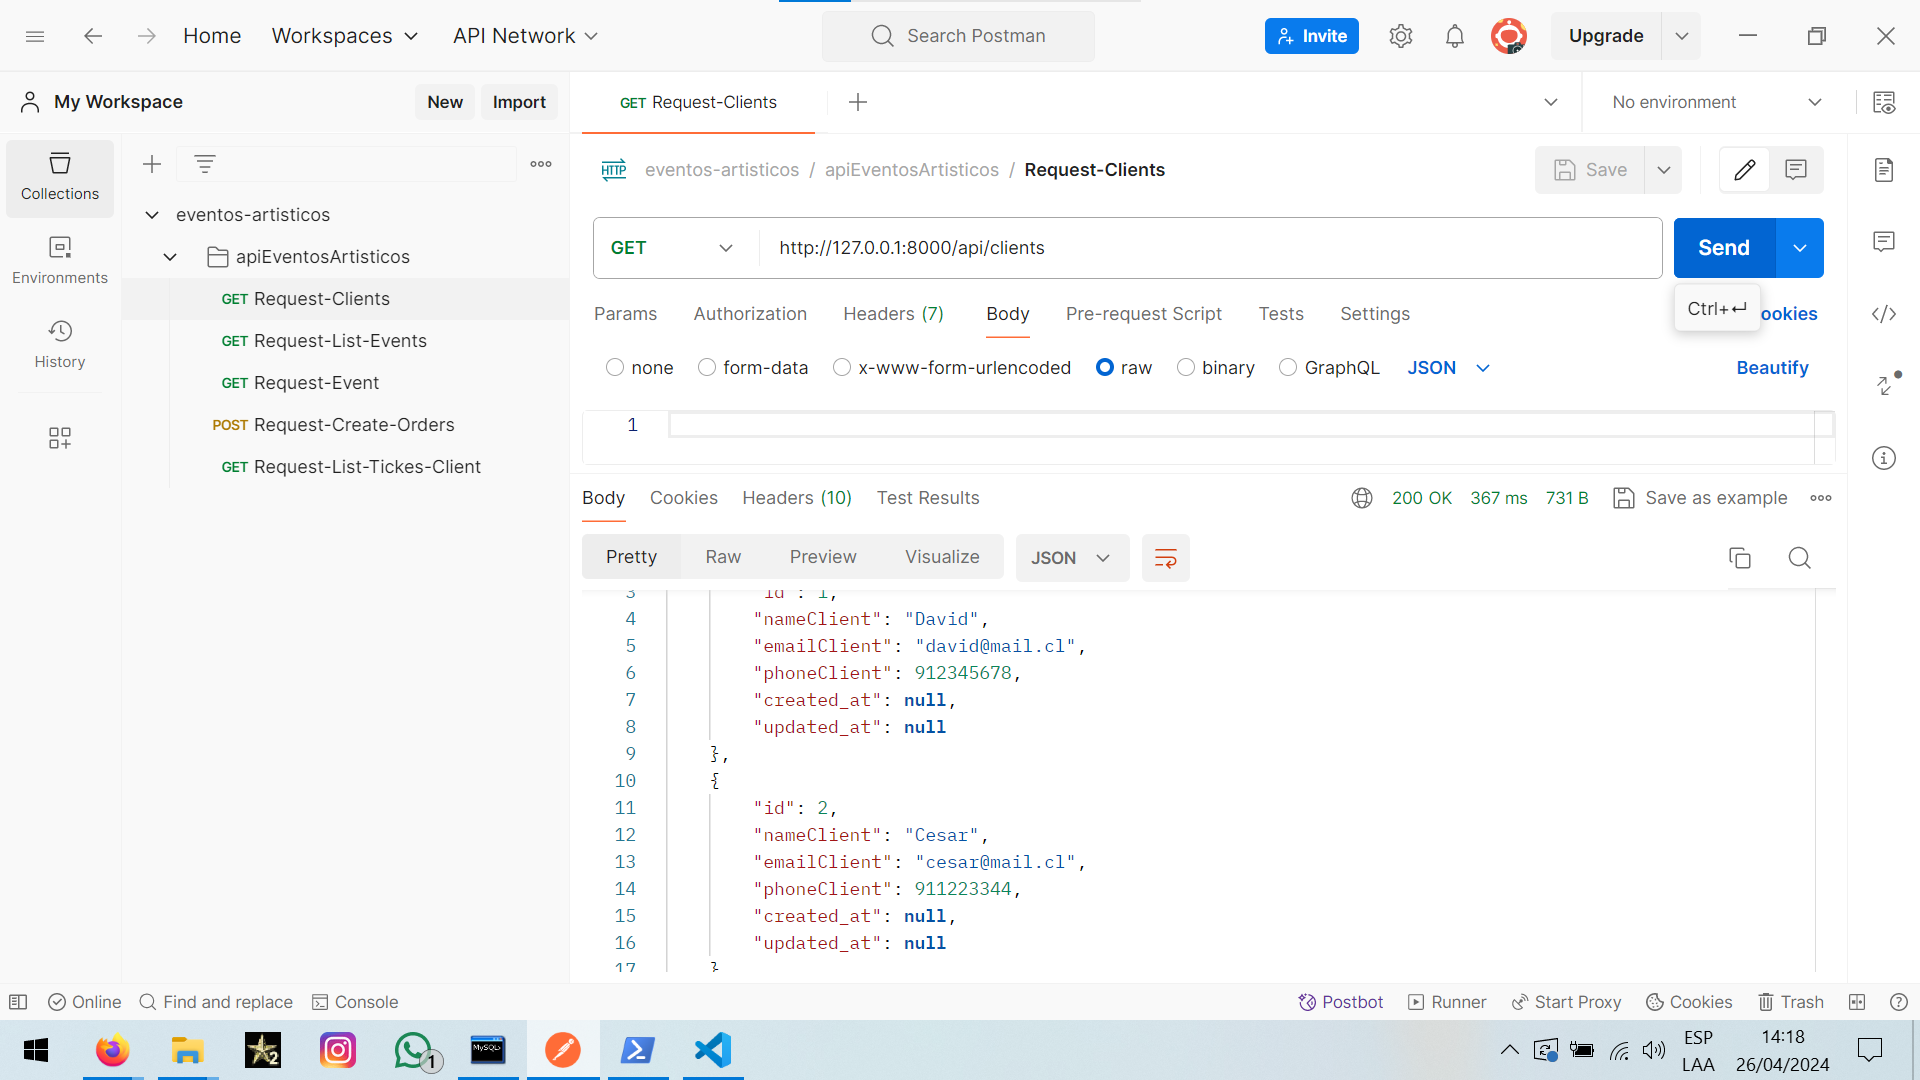 Home Workspaces API Network Search Postman Invite Upgrade
My Workspace New Import GET Request-Clients No environment
Collections
Environments
History
eventos-artisticos
apiEventosArtisticos
GET Request-Clients
GET Request-List-Events
GET Request-Event
POST Request-Create-Orders
GET Request-List-Tickes-Client
HTTP eventos-artisticos / apiEventosArtisticos / Request-Clients Save
GET http://127.0.0.1:8000/api/clients Send
Ctrl+↵
Params Authorization Headers (7) Body Pre-request Script Tests Settings ookies
none form-data x-www-form-urlencoded raw binary GraphQL JSON Beautify
1
Body Cookies Headers (10) Test Results 200 OK 367 ms 731 B Save as example
Pretty Raw Preview Visualize JSON
3 "id": 1,
4 "nameClient": "David",
5 "emailClient": "david@mail.cl",
6 "phoneClient": 912345678,
7 "created_at": null,
8 "updated_at": null
9 },
10 {
11 "id": 2,
12 "nameClient": "Cesar",
13 "emailClient": "cesar@mail.cl",
14 "phoneClient": 911223344,
15 "created_at": null,
16 "updated_at": null
17 }
Online Find and replace Console Postbot Runner Start Proxy Cookies Trash
2 1 MySQL ESP 14:18
LAA 26/04/2024